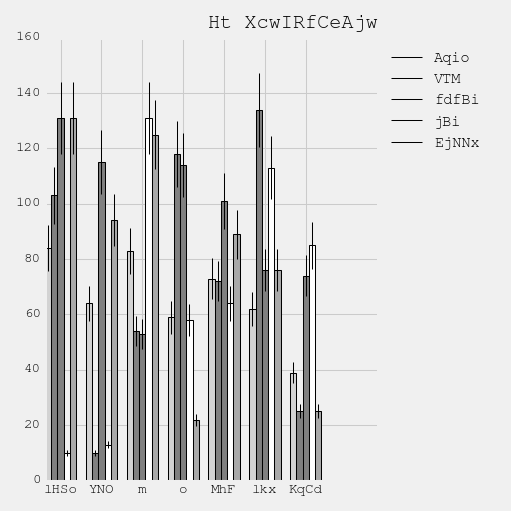 Ht XcwIRfCeAjw
160
140
120
100
80
60
40
20
0
lHSo YNO m o MhF lkx KqCd
Aqio
VTM
fdfBi
jBi
EjNNx